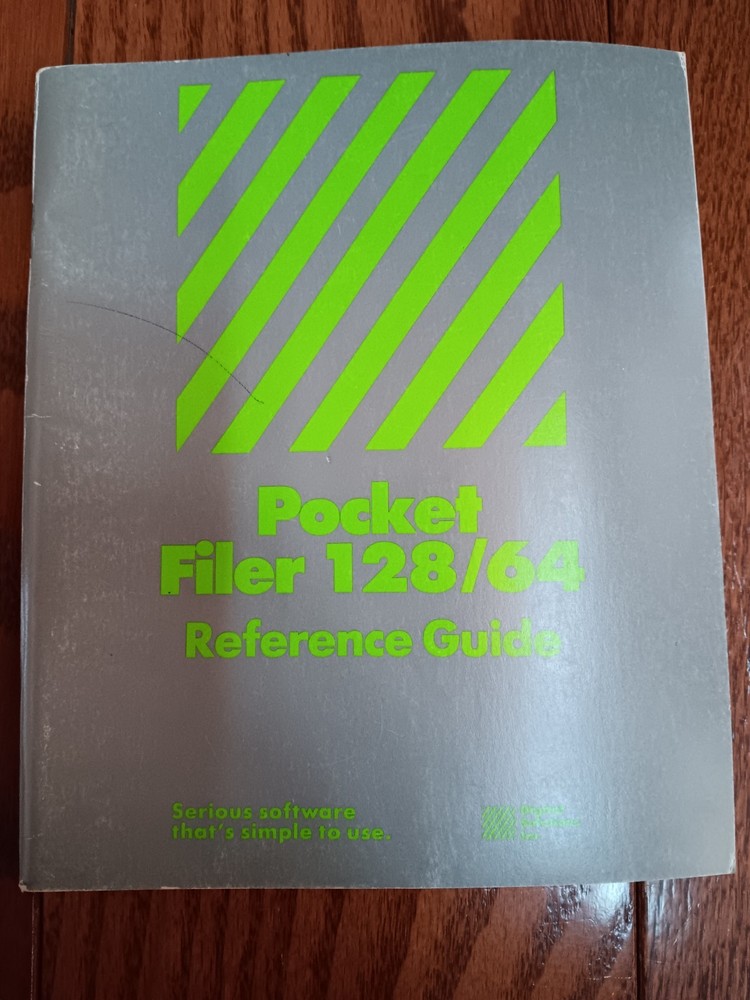 Pocket
Filer 128/64
Reference Guide
Serious software
that's simple to use.